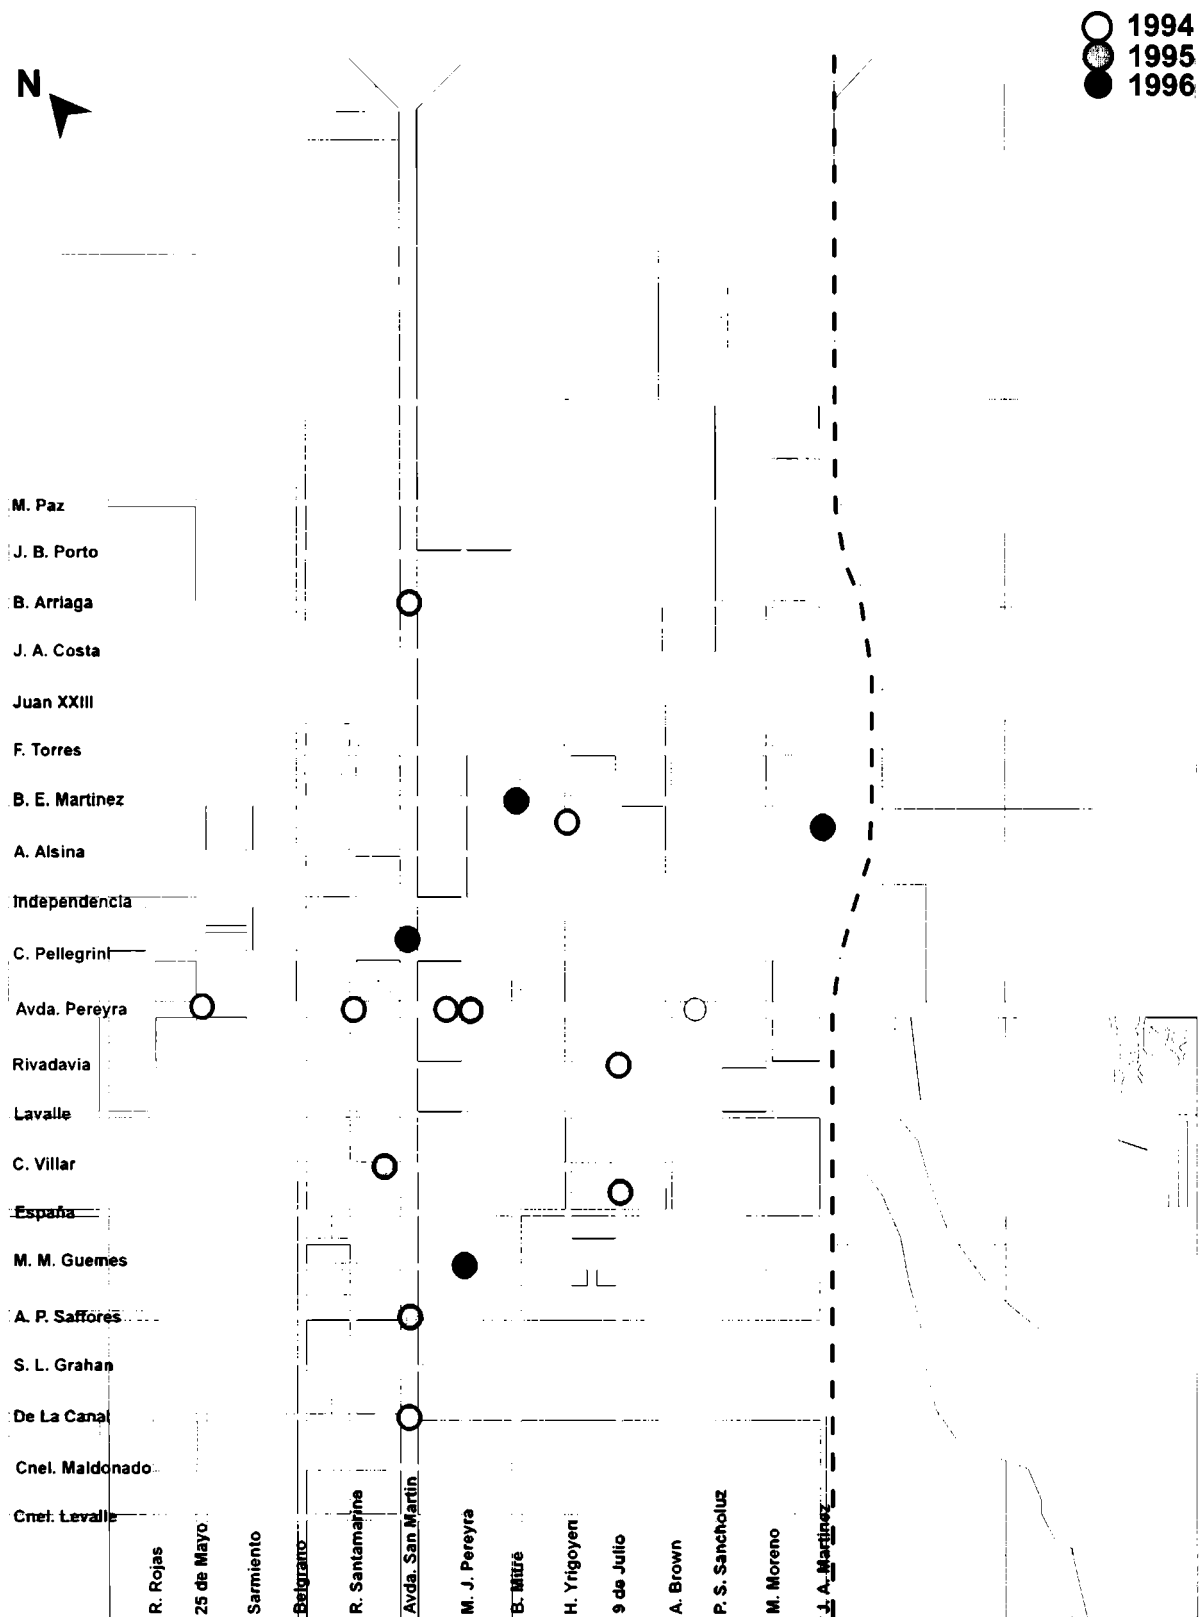 1994
1995
1996
N
M. Paz
J. B. Porto
B. Arriaga
J. A. Costa
Juan XXIII
F. Torres
B. E. Martinez
A. Alsina
Independencia
C. Pellegrini
Avda. Pereyra
Rivadavia
Lavalle
C. Villar
España
M. M. Guemes
A. P. Saffores
S. L. Grahan
De La Canal
Cnel. Maldonado
Cnel. Levalle
R. Rojas
25 de Mayo
Sarmiento
Belgrano
R. Santamarina
Avda. San Martin
M. J. Pereyra
B. Mitre
H. Yrigoyen
9 de Julio
A. Brown
P. S. Sancholuz
M. Moreno
J. A. Martinez